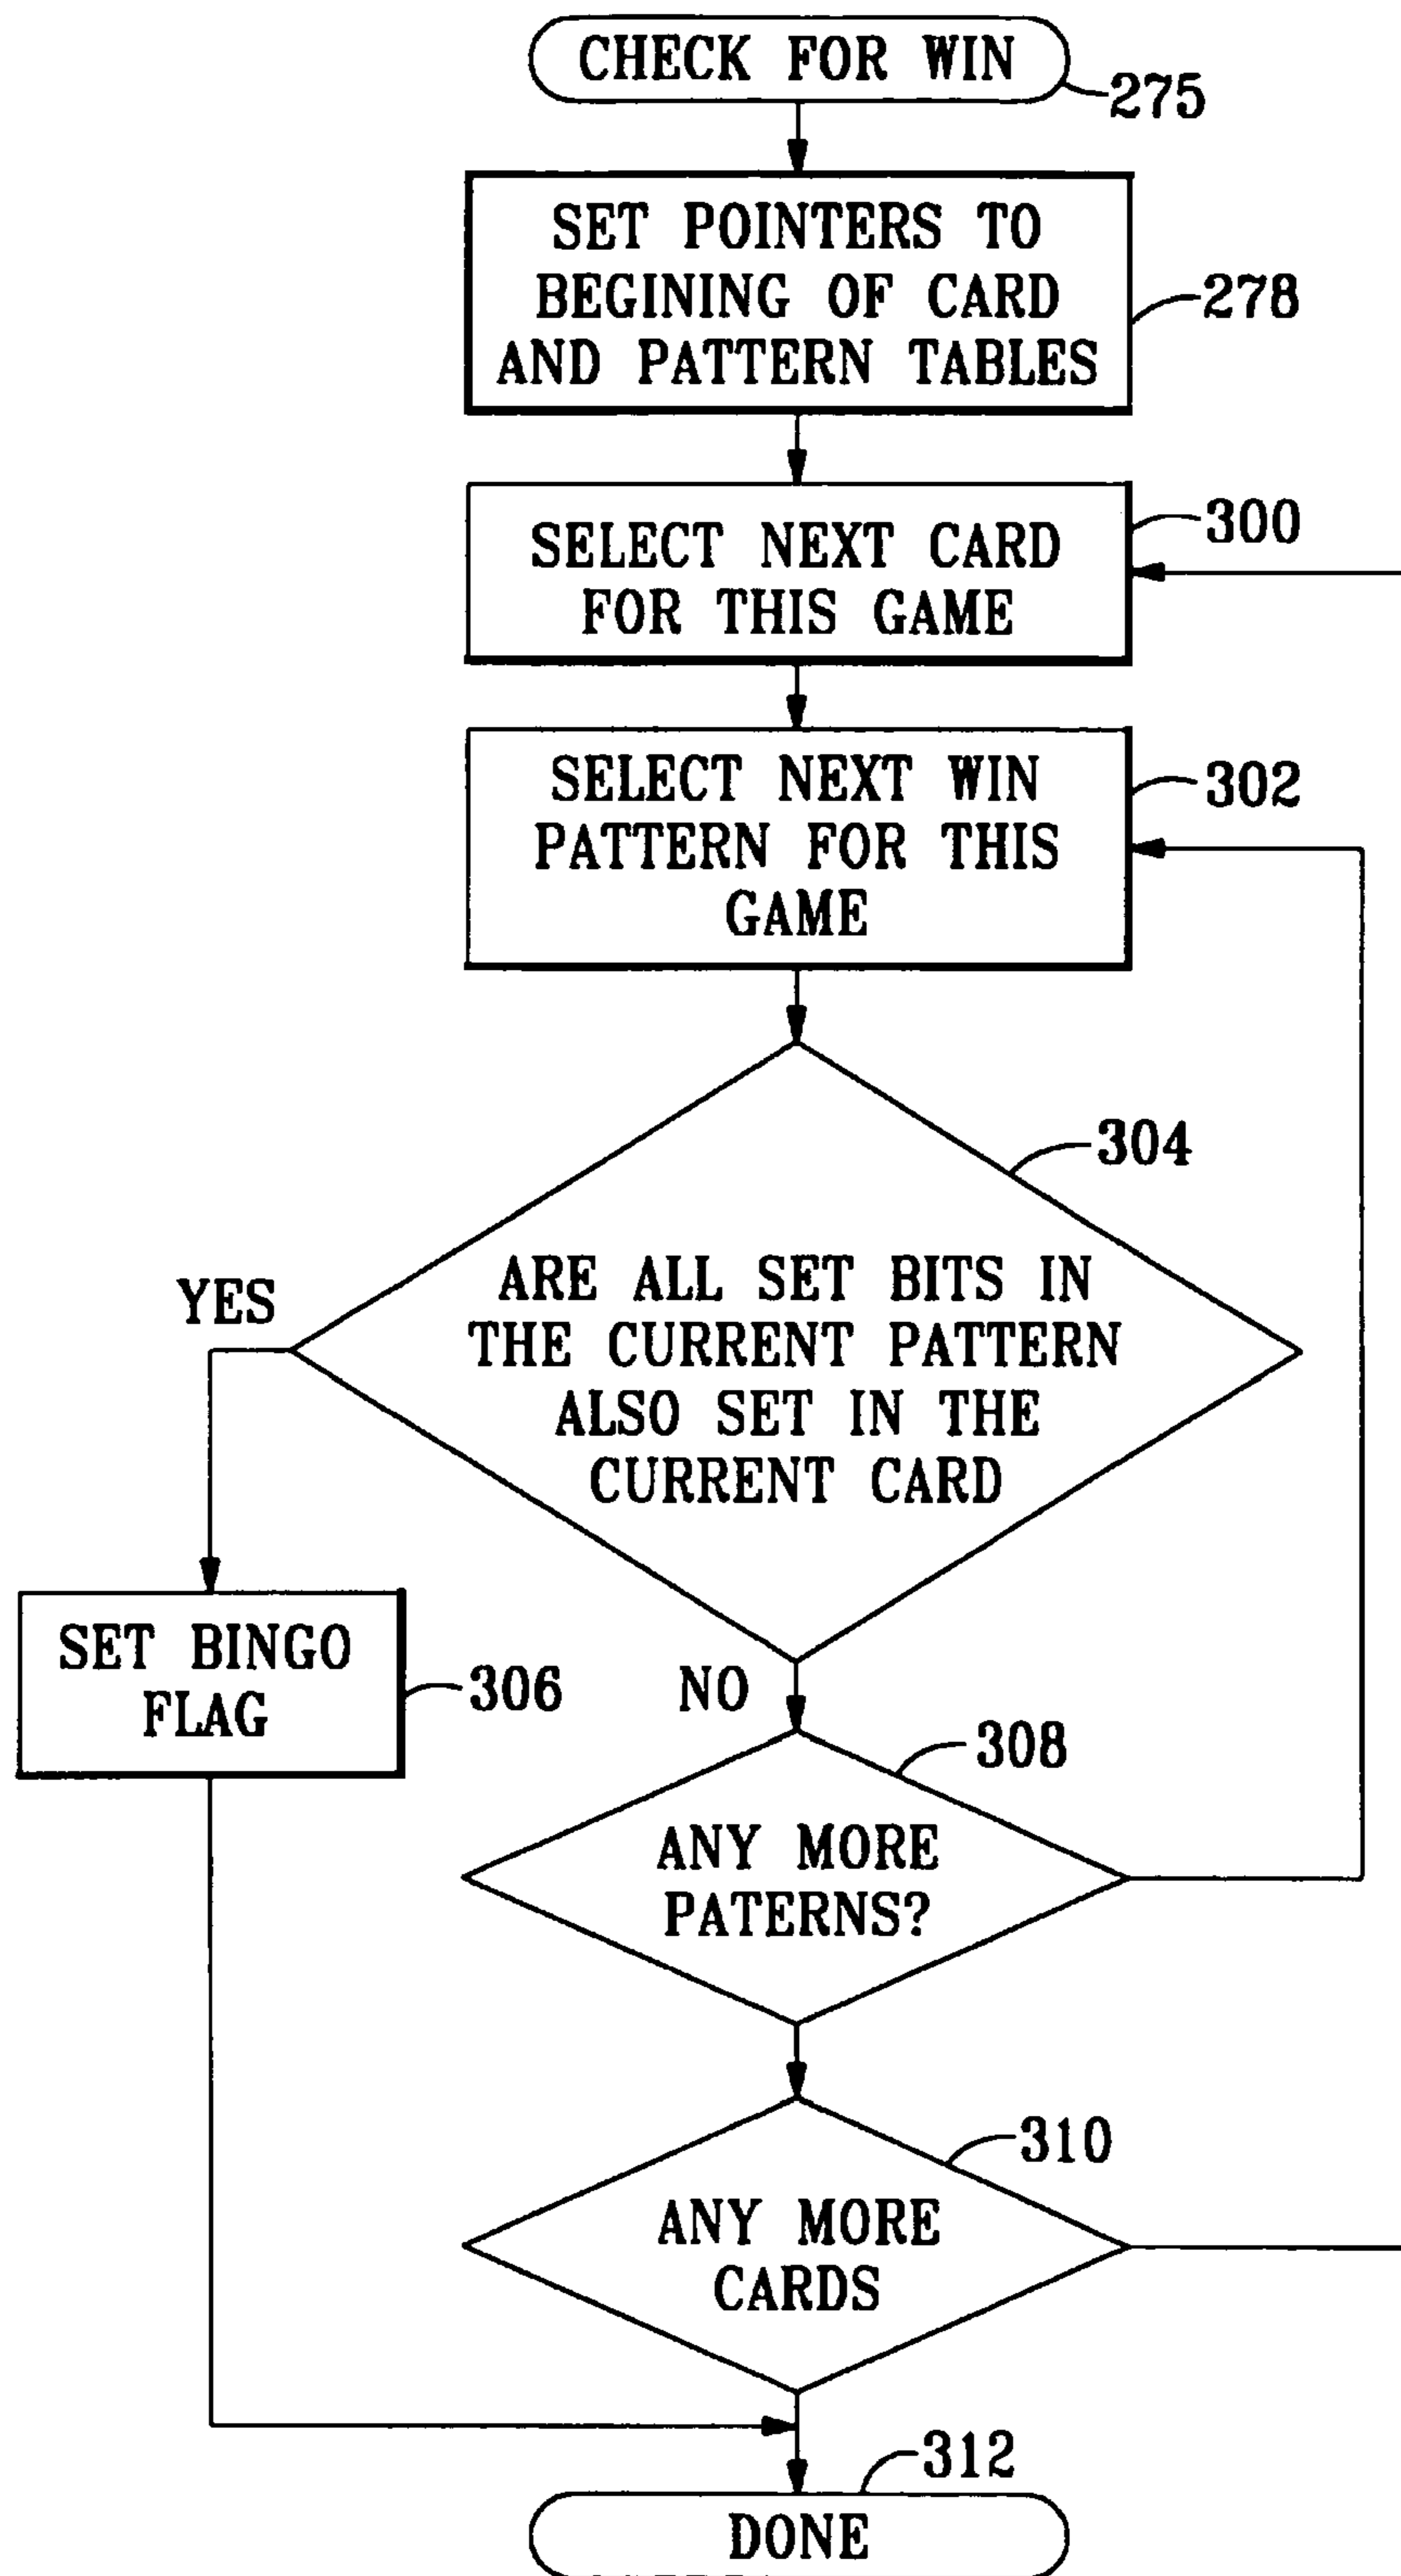 CHECK FOR WIN
275
SET POINTERS TO
BEGINING OF CARD
AND PATTERN TABLES
278
SELECT NEXT CARD
FOR THIS GAME
300
SELECT NEXT WIN
PATTERN FOR THIS
GAME
302
304
ARE ALL SET BITS IN
THE CURRENT PATTERN
ALSO SET IN THE
CURRENT CARD
YES
SET BINGO
FLAG
306
NO
308
ANY MORE
PATERNS?
310
ANY MORE
CARDS
312
DONE